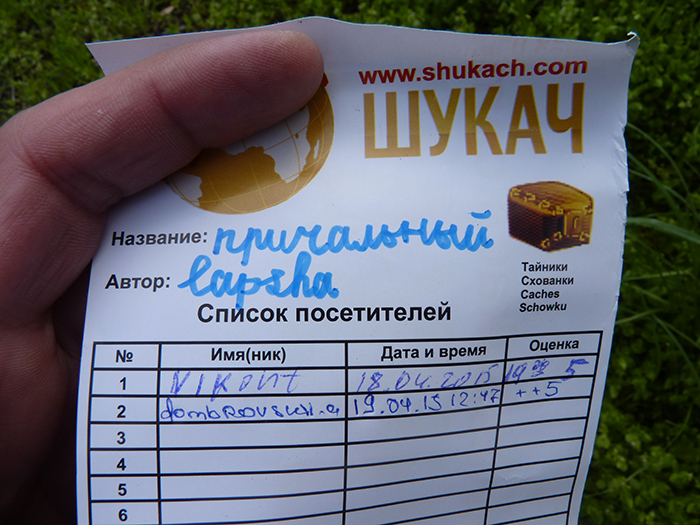 www.shukach.com
ШУКАЧ
Название: причальный
Автор: lapsha
Тайники
Схованки
Caches
Schowku
Список посетителей
№ Имя(ник) Дата и время Оценка
1 NIKONT 18.04.2015 5
2 dombrovskii-a 19.04.15 12:47 ++5
3
4
5
6